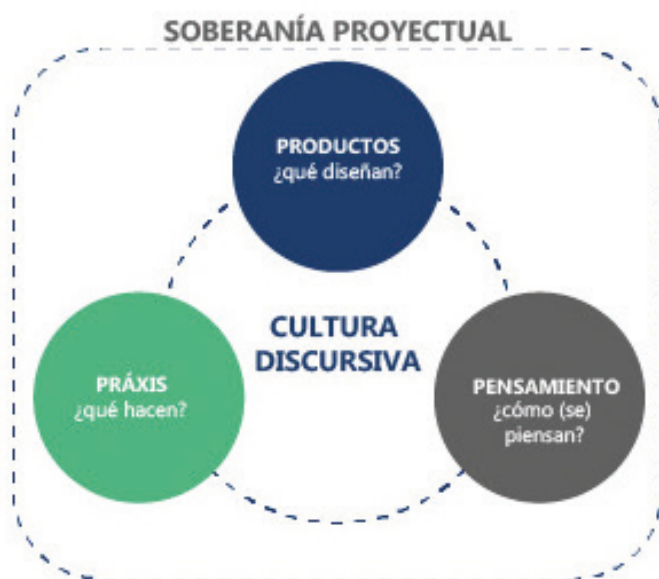 SOBERANÍA PROYECTUAL
PRODUCTOS
¿qué diseñan?
CULTURA
DISCURSIVA
PRÁXIS
¿qué hacen?
PENSAMIENTO
¿cómo (se)
piensan?